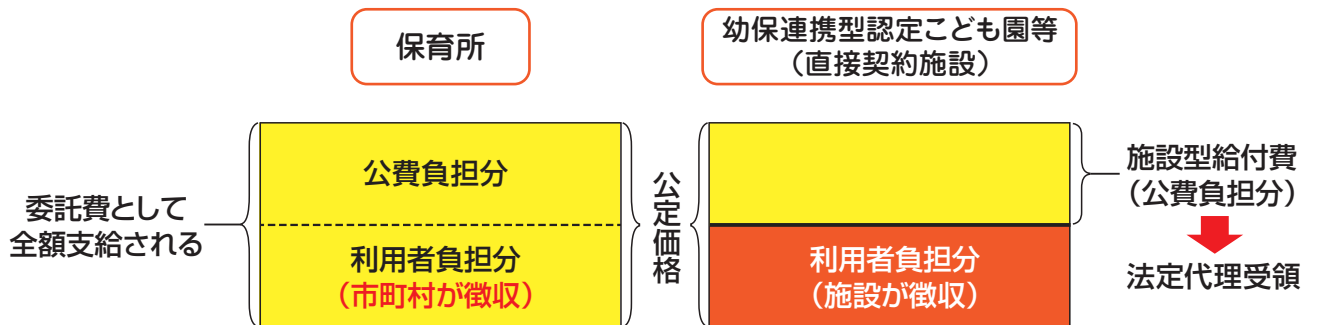 保育所
幼保連携型認定こども園等
（直接契約施設）
委託費として
全額支給される
公費負担分
利用者負担分
（市町村が徴収）
公定価格
利用者負担分
（施設が徴収）
施設型給付費
（公費負担分）
法定代理受領